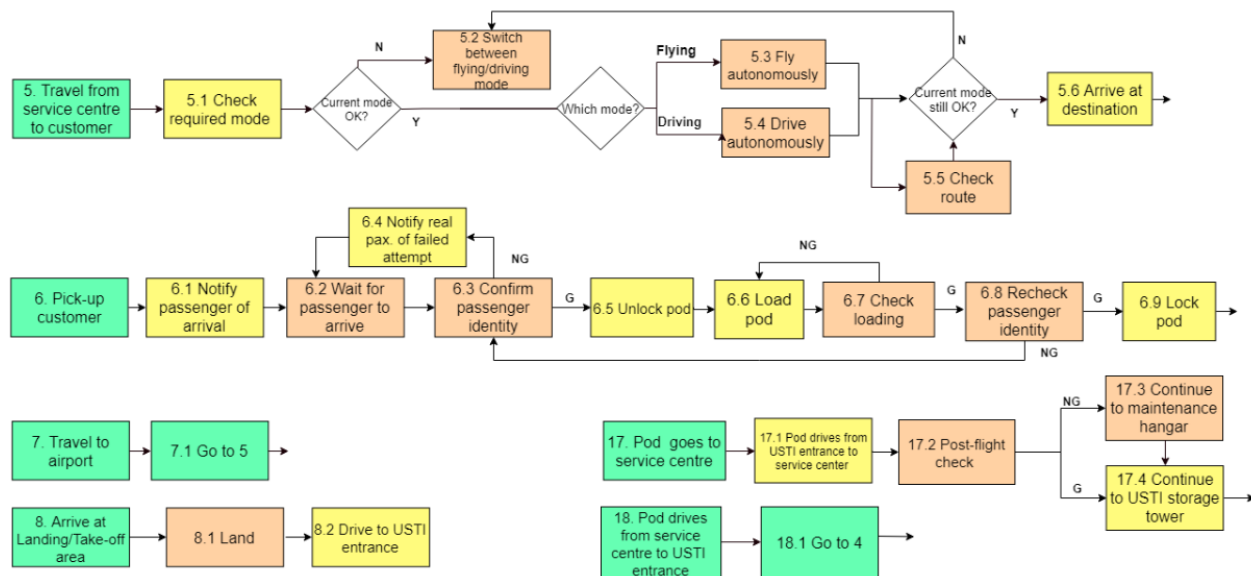 5. Travel from
service centre
to customer
5.1 Check
required mode
Current mode
OK?
N
Y
5.2 Switch
between
flying/driving
mode
Which mode?
Flying
Driving
5.3 Fly
autonomously
5.4 Drive
autonomously
N
Current mode
still OK?
Y
5.5 Check
route
5.6 Arrive at
destination
6. Pick-up
customer
6.1 Notify
passenger of
arrival
6.2 Wait for
passenger to
arrive
6.4 Notify real
pax. of failed
attempt
NG
6.3 Confirm
passenger
identity
G
6.5 Unlock pod
6.6 Load
pod
NG
6.7 Check
loading
G
6.8 Recheck
passenger
identity
G
NG
6.9 Lock
pod
7. Travel to
airport
7.1 Go to 5
17. Pod goes to
service centre
17.1 Pod drives from
USTI entrance to
service center
17.2 Post-flight
check
NG
G
17.3 Continue
to maintenance
hangar
17.4 Continue
to USTI storage
tower
8. Arrive at
Landing/Take-off
area
8.1 Land
8.2 Drive to USTI
entrance
18. Pod drives
from service
centre to USTI
entrance
18.1 Go to 4